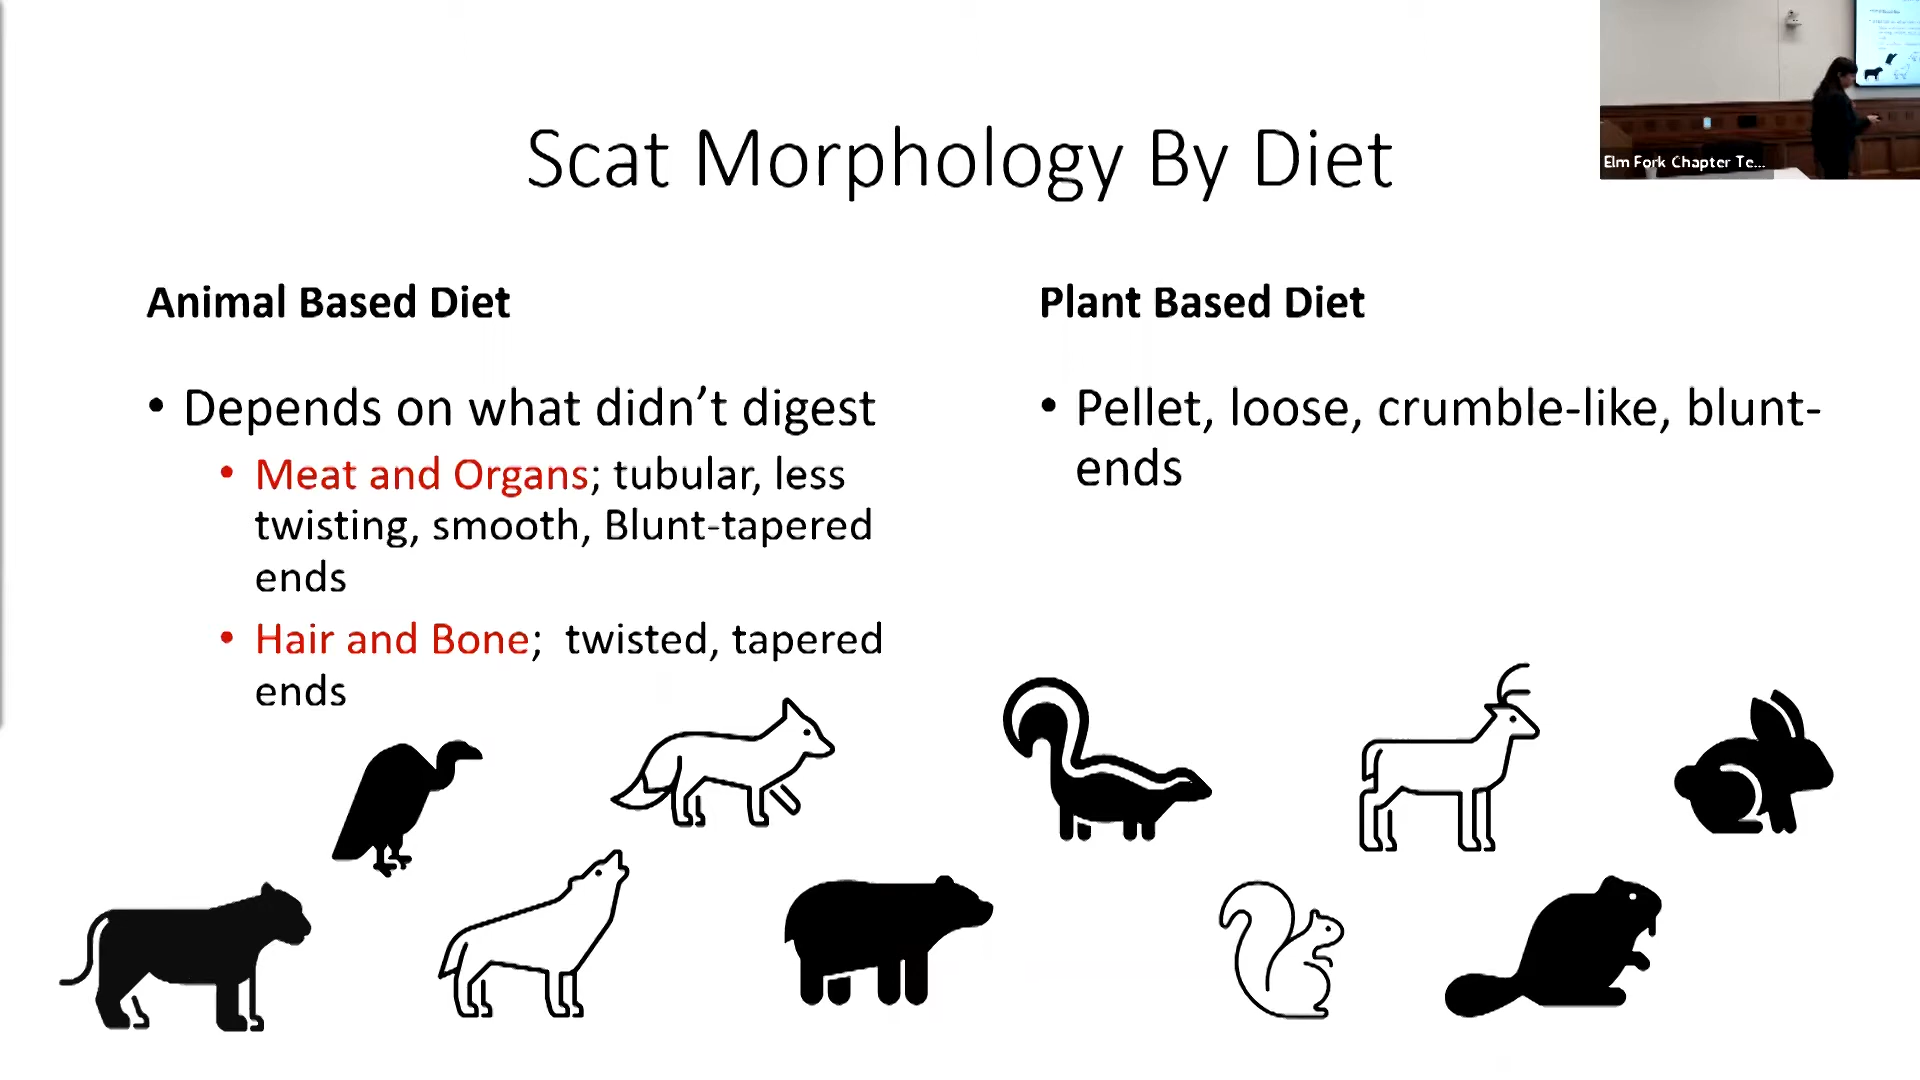 Scat Morphology By Diet
Animal Based Diet
• Depends on what didn't digest
• Meat and Organs; tubular, less
twisting, smooth, Blunt-tapered
ends
• Hair and Bone;  twisted, tapered
ends
Plant Based Diet
• Pellet, loose, crumble-like, blunt-
ends
Elm Fork Chapter Te...